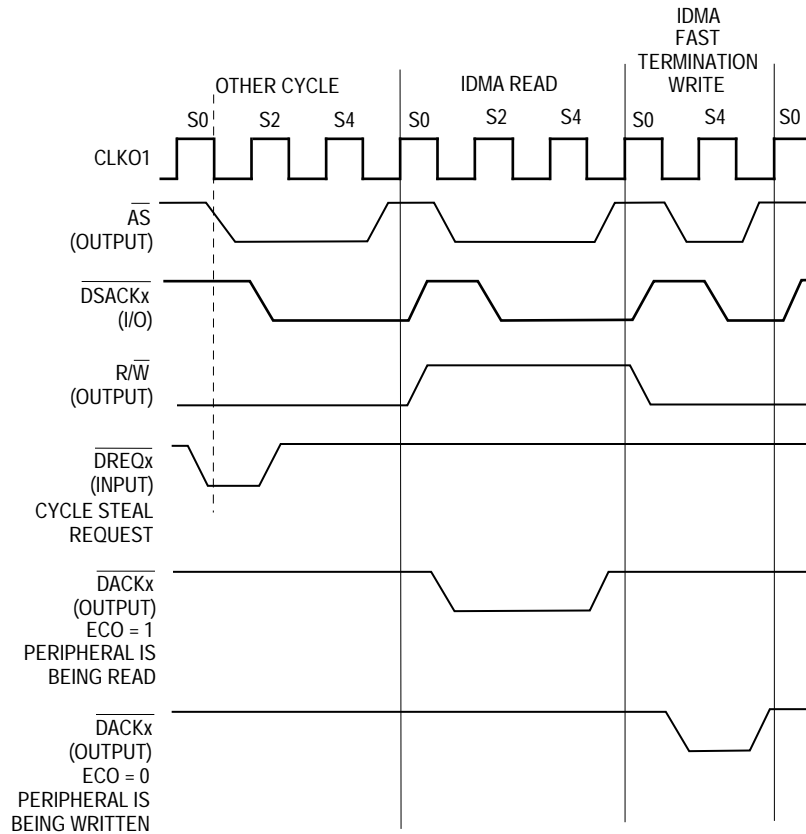 IDMA
FAST
TERMINATION
WRITE
OTHER CYCLE
IDMA READ
S0
S2
S4
S0
S2
S4
S0
S4
S0
CLKO1
AS
(OUTPUT)
DSACKx
(I/O)
R/W
(OUTPUT)
DREQx
(INPUT)
CYCLE STEAL
REQUEST
DACKx
(OUTPUT)
ECO = 1
PERIPHERAL IS
BEING READ
DACKx
(OUTPUT)
ECO = 0
PERIPHERAL IS
BEING WRITTEN